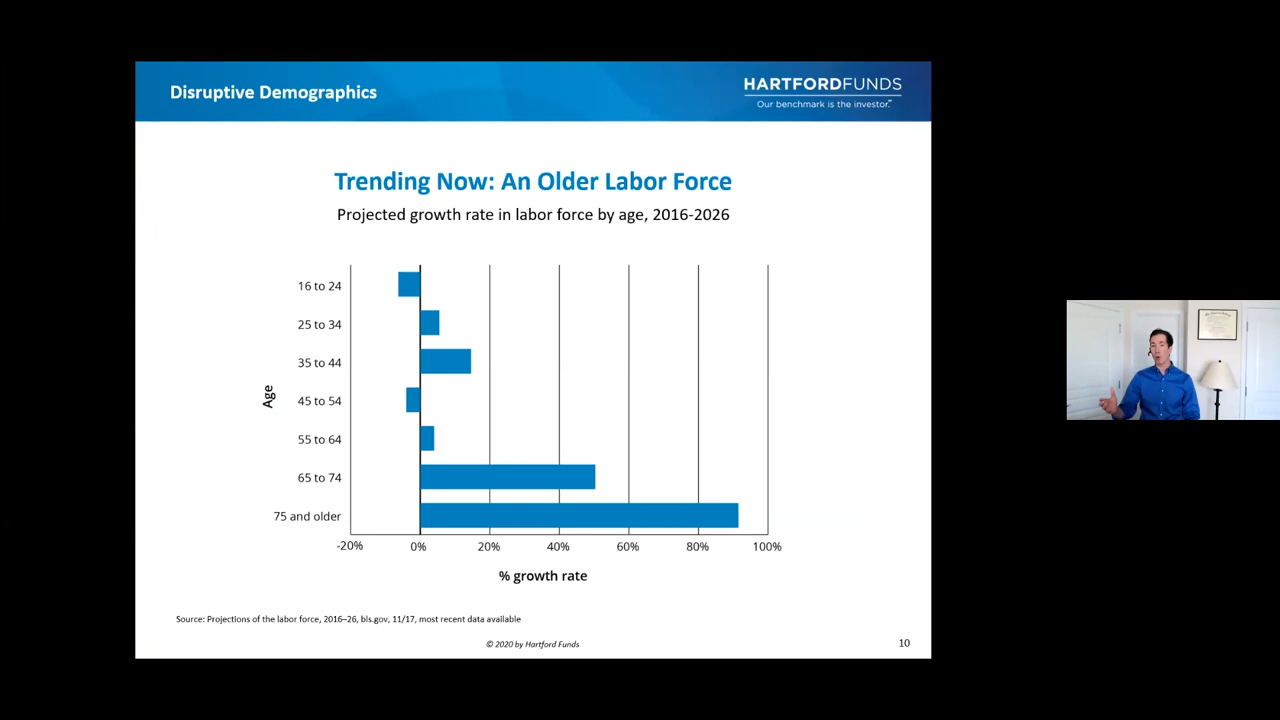 Disruptive Demographics
HARTFORDFUNDS
Our benchmark is the investor.℠
Trending Now: An Older Labor Force
Projected growth rate in labor force by age, 2016-2026
Age
16 to 24
25 to 34
35 to 44
45 to 54
55 to 64
65 to 74
75 and older
-20% 0% 20% 40% 60% 80% 100%
% growth rate
Source: Projections of the labor force, 2016–26, bls.gov, 11/17, most recent data available
© 2020 by Hartford Funds
10